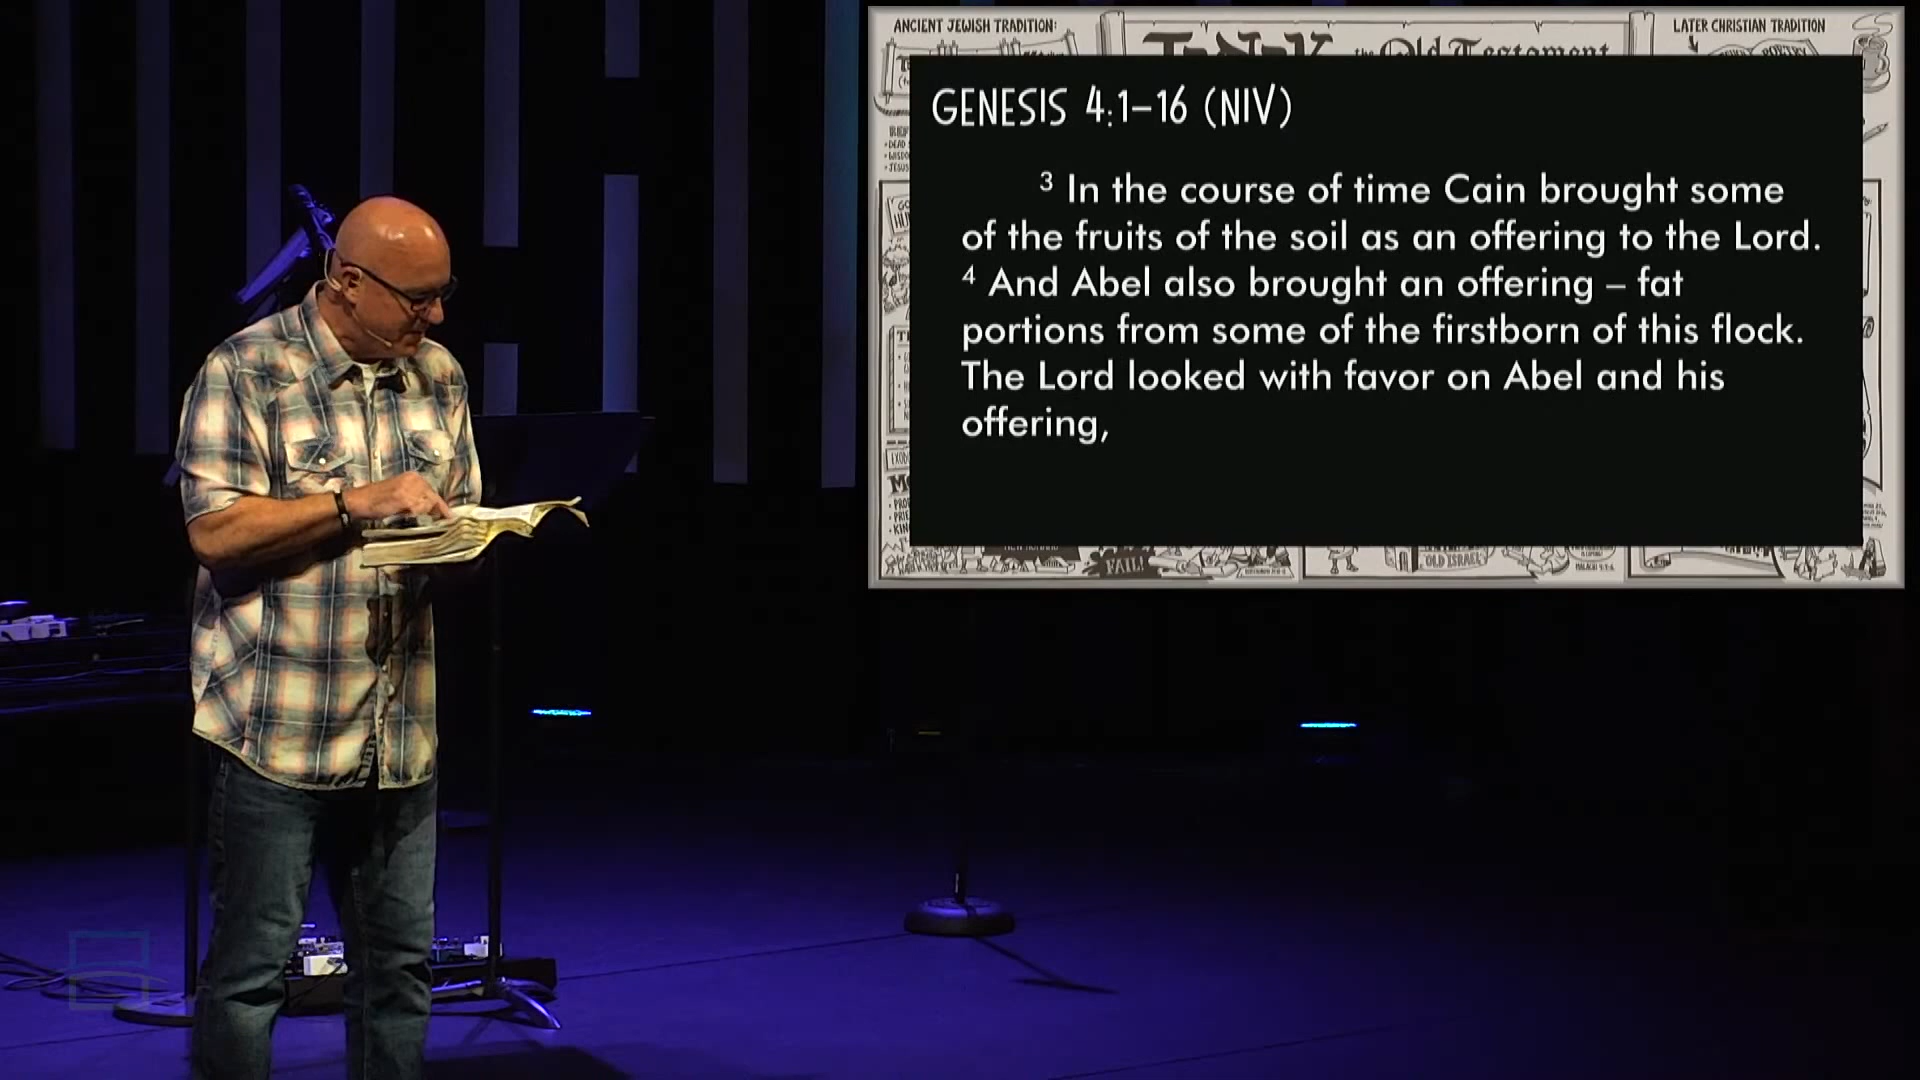 ANCIENT JEWISH TRADITION:
LATER CHRISTIAN TRADITION
the Old Testament
GENESIS 4:1–16 (NIV)
3 In the course of time Cain brought some
of the fruits of the soil as an offering to the Lord.
4 And Abel also brought an offering – fat
portions from some of the firstborn of this flock.
The Lord looked with favor on Abel and his
offering,
FAIL!
OLD ISRAEL